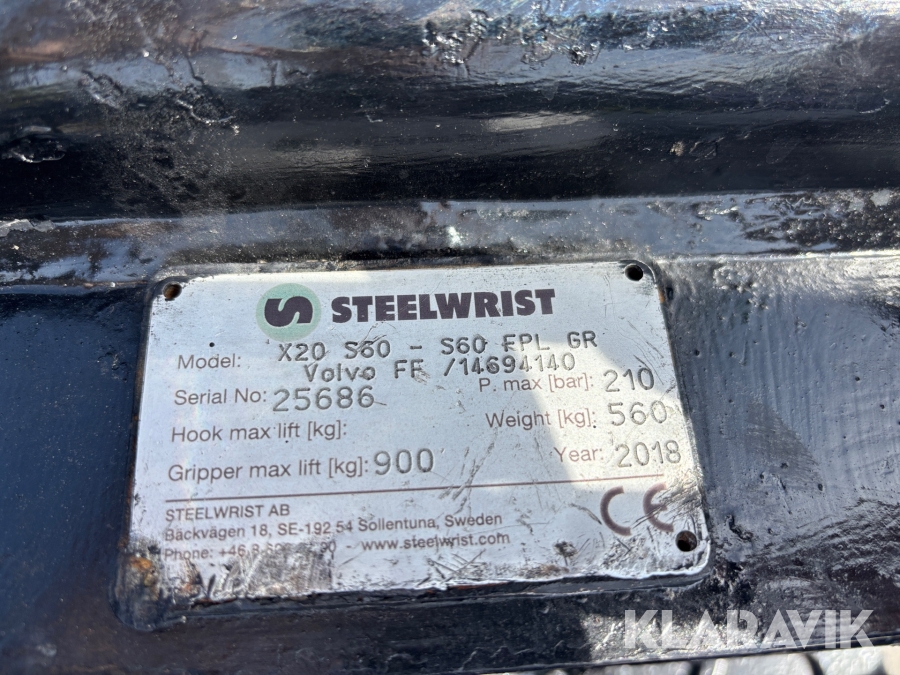 STEELWRIST
Model: X20 S60 - S60 FPL GR
Volvo FF /14694140
Serial No: 25686 P. max [bar]: 210
Hook max lift [kg]: Weight [kg]: 560
Gripper max lift [kg]: 900 Year: 2018
STEELWRIST AB
Bäckvägen 18, SE-192 54 Sollentuna, Sweden
Phone: +46 www.steelwrist.com
CE
KLARAVIK